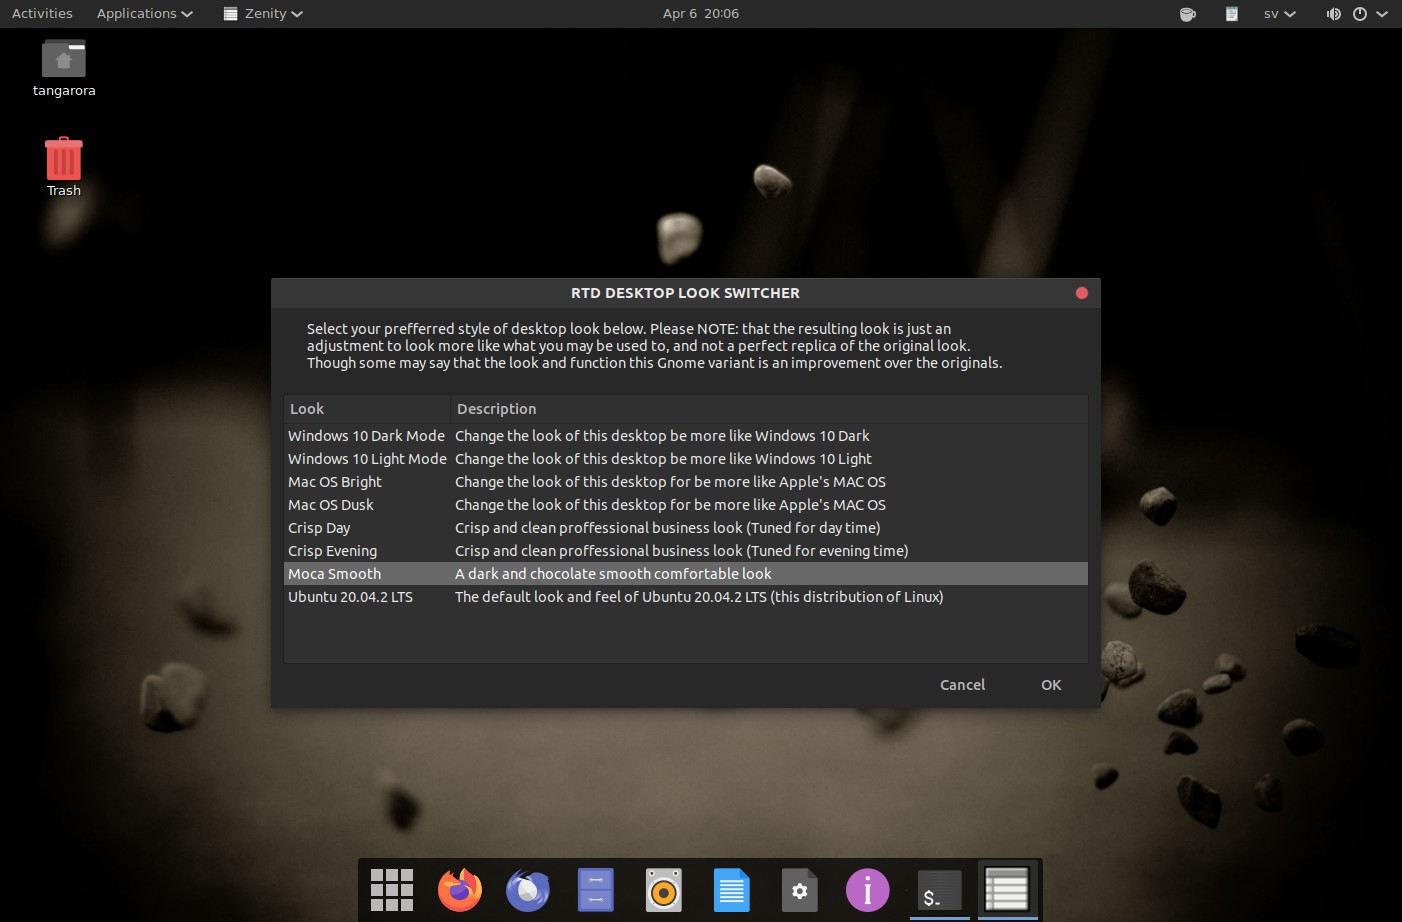 Activities Applications Zenity Apr 6 20:06 sv
tangarora
Trash
RTD DESKTOP LOOK SWITCHER
Select your prefferred style of desktop look below. Please NOTE: that the resulting look is just an
adjustment to look more like what you may be used to, and not a perfect replica of the original look.
Though some may say that the look and function this Gnome variant is an improvement over the originals.
Look Description
Windows 10 Dark Mode Change the look of this desktop be more like Windows 10 Dark
Windows 10 Light Mode Change the look of this desktop be more like Windows 10 Light
Mac OS Bright Change the look of this desktop for be more like Apple's MAC OS
Mac OS Dusk Change the look of this desktop for be more like Apple's MAC OS
Crisp Day Crisp and clean proffessional business look (Tuned for day time)
Crisp Evening Crisp and clean proffessional business look (Tuned for evening time)
Moca Smooth A dark and chocolate smooth comfortable look
Ubuntu 20.04.2 LTS The default look and feel of Ubuntu 20.04.2 LTS (this distribution of Linux)
Cancel OK
i $_